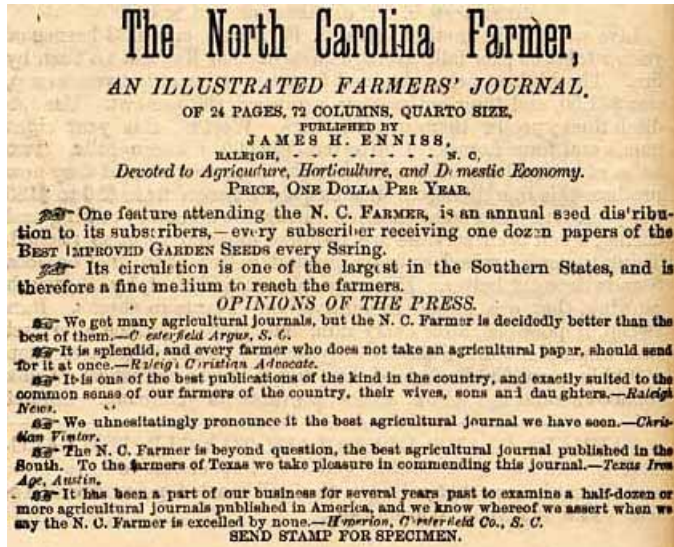 The North Carolina Farmer,
AN ILLUSTRATED FARMERS' JOURNAL.
OF 24 PAGES, 72 COLUMNS, QUARTO SIZE,
PUBLISHED BY
JAMES H. ENNISS,
RALEIGH, - - - - - - - - N. C,
Devoted to Agriculture, Horticulture, and Domestic Economy.
PRICE, ONE DOLLA PER YEAR.
☞ One feature attending the N. C. FARMER, is an annual seed dis'ribu-
tion to its subscribers,—every subscriber receiving one dozen papers of the
BEST IMPROVED GARDEN SEEDS every Ssring.
☞ Its circulation is one of the largest in the Southern States, and is
therefore a fine medium to reach the farmers.
OPINIONS OF THE PRESS.
☞ We get many agricultural journals, but the N. C. Farmer is decidedly better than the
best of them.—C esterfield Argus, S. C.
☞ It is splendid, and every farmer who does not take an agricultural paper, should send
for it at once.—Raleigh Christian Advocate.
☞ It is one of the best publications of the kind in the country, and exactly suited to the
common sense of our farmers of the country, their wives, sons and daughters.—Raleigh
News.
☞ We uhnesitatingly pronounce it the best agricultural journal we have seen.—Chris-
tian Visitor.
☞ The N. C. Farmer is beyond question, the best agricultural journal published in the
South. To the farmers of Texas we take pleasure in commending this journal.—Texas Iron
Age, Austin.
☞ It has been a part of our business for several years past to examine a half-dozen or
more agricultural journals published in America, and we know whereof we assert when we
say the N. C. Farmer is excelled by none.—Hyperion, Chesterfield Co., S. C.
SEND STAMP FOR SPECIMEN.